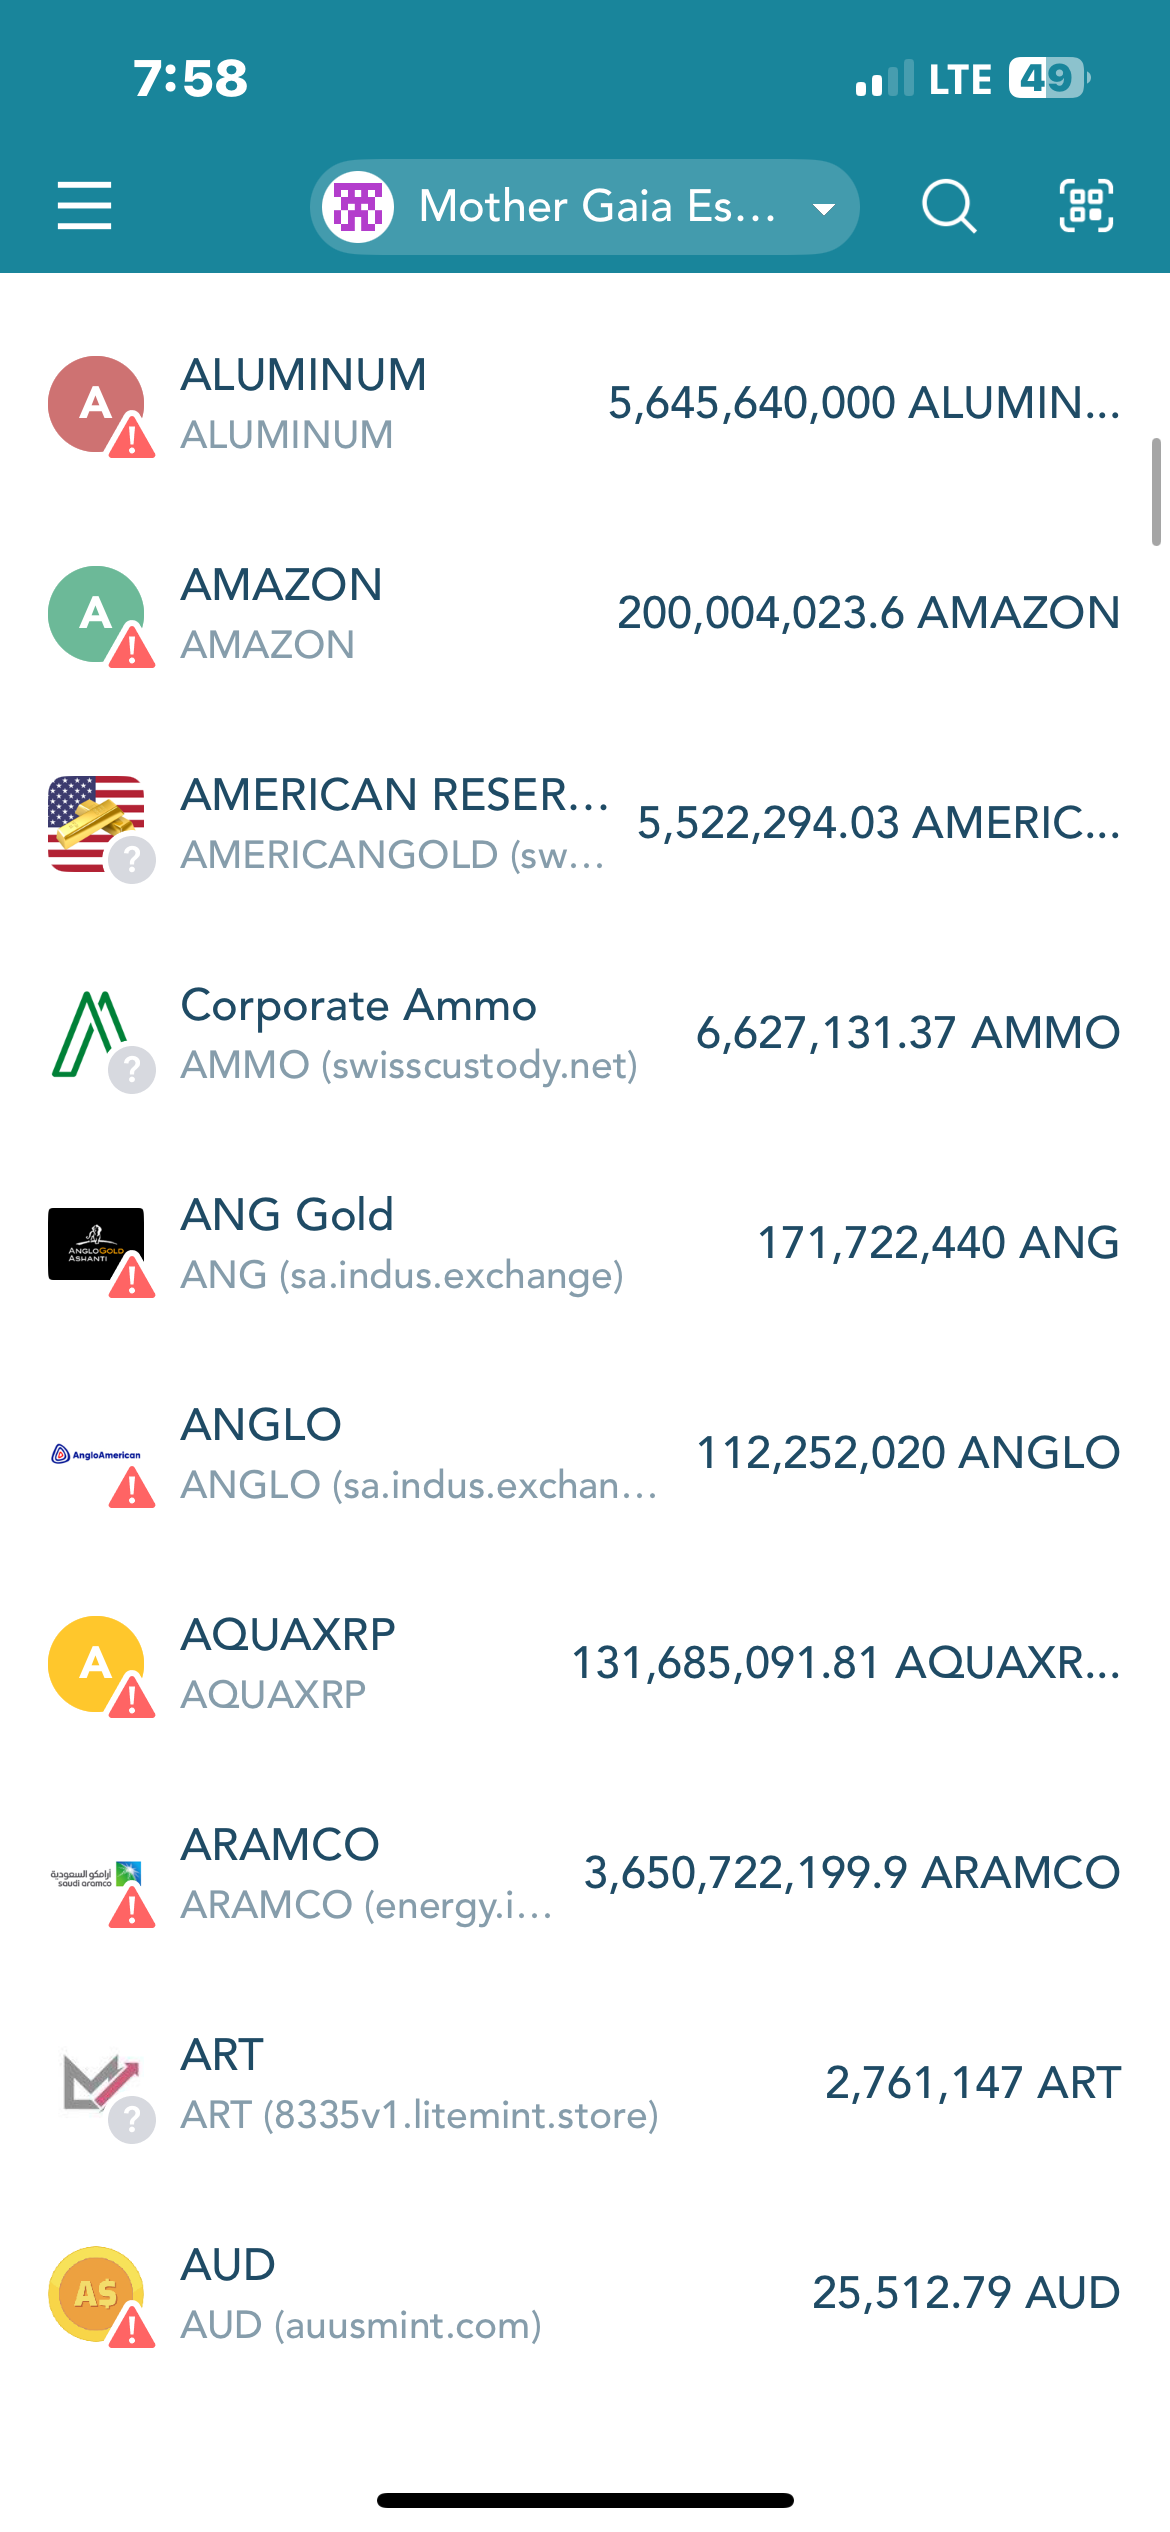 7:58
LTE 49
Mother Gaia Es...
A
ALUMINUM
5,645,640,000 ALUMIN...
ALUMINUM
A
AMAZON
200,004,023.6 AMAZON
AMAZON
AMERICAN RESER...
5,522,294.03 AMERIC...
AMERICANGOLD (sw...
Corporate Ammo
6,627,131.37 AMMO
AMMO (swisscustody.net)
ANG Gold
171,722,440 ANG
ANGLOGOLD
ASHANTI
ANG (sa.indus.exchange)
ANGLO
112,252,020 ANGLO
AngloAmerican
ANGLO (sa.indus.exchan...
A
AQUAXRP
131,685,091.81 AQUAXR...
AQUAXRP
ARAMCO
3,650,722,199.9 ARAMCO
أرامكو السعودية
saudi aramco
ARAMCO (energy.i...
ART
2,761,147 ART
ART (8335v1.litemint.store)
AUD
25,512.79 AUD
A$
AUD (auusmint.com)